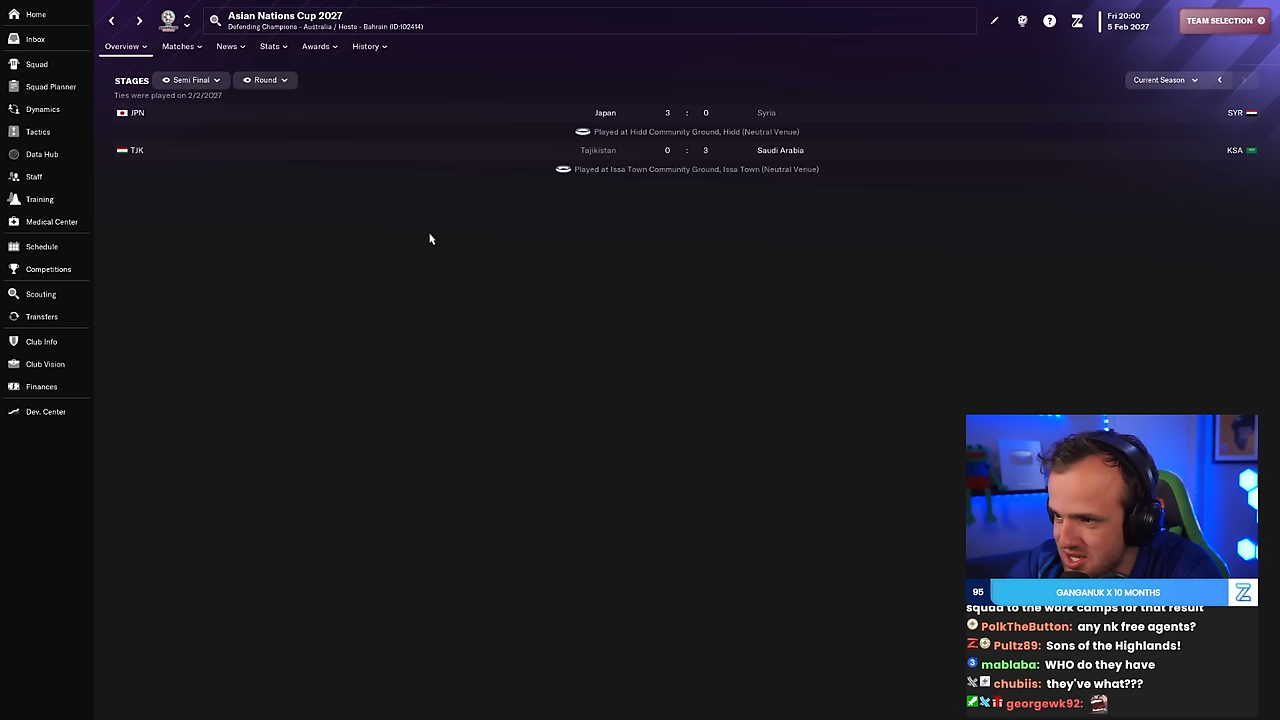 Home
Inbox
Squad
Squad Planner
Dynamics
Tactics
Data Hub
Staff
Training
Medical Center
Schedule
Competitions
Scouting
Transfers
Club Info
Club Vision
Finances
Dev. Center
Asian Nations Cup 2027
Defending Champions - Australia / Hosts - Bahrain (ID:102414)
Fri 20:00
5 Feb 2027
TEAM SELECTION
Overview Matches News Stats Awards History
STAGES Semi Final Round Current Season
Ties were played on 2/2/2027
JPN Japan 3 : 0 Syria SYR
Played at Hidd Community Ground, Hidd (Neutral Venue)
TJK Tajikistan 0 : 3 Saudi Arabia KSA
Played at Issa Town Community Ground, Issa Town (Neutral Venue)
95 GANGANUK X 10 MONTHS
squad to the work camps for that result
PolkTheButton: any nk free agents?
Pultz89: Sons of the Highlands!
mablaba: WHO do they have
chubiis: they've what???
georgewk92: